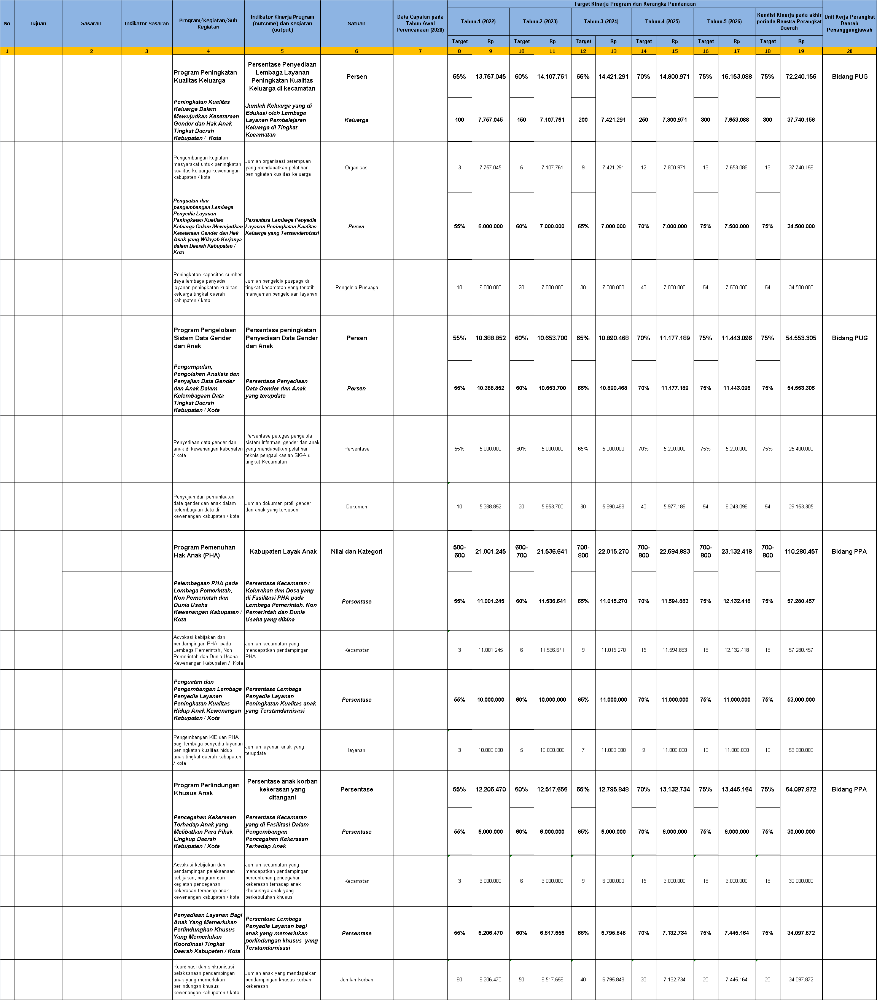 Target Kinerja Program dan Kerangka Pendanaan
No
Tujuan
Sasaran
Indikator Sasaran
Program/Kegiatan/Sub
Kegiatan
Indikator Kinerja Program
(outcome) dan Kegiatan
(output)
Satuan
Data Capaian pada
Tahun Awal
Perencanaan (2020)
Tahun-1 (2022)
Tahun-2 (2023)
Tahun-3 (2024)
Tahun-4 (2025)
Tahun-5 (2026)
Kondisi Kinerja pada akhir
periode Renstra Perangkat
Daerah
Unit Kerja Perangkat
Daerah
Penanggungjawab
Target Rp Target Rp Target Rp Target Rp Target Rp Target Rp
1 2 3 4 5 6 7 8 9 10 11 12 13 14 15 16 17 18 19 20
Program Peningkatan
Kualitas Keluarga
Persentase Penyediaan
Lembaga Layanan
Peningkatan Kualitas
Keluarga di kecamatan
Persen
55% 13.757.045 60% 14.107.761 65% 14.421.291 70% 14.800.971 75% 15.153.088 75% 72.240.156 Bidang PUG
Peningkatan Kualitas
Keluarga Dalam
Mewujudkan Kesetaraan
Gender dan Hak Anak
Tingkat Daerah
Kabupaten / Kota
Jumlah Keluarga yang di
Edukasi oleh Lembaga
Layanan Pembelajaran
Keluarga di Tingkat
Kecamatan
Keluarga
100 7.757.045 150 7.107.761 200 7.421.291 250 7.800.971 300 7.653.088 300 37.740.156
Pengembangan kegiatan
masyarakat untuk peningkatan
kualitas keluarga kewenangan
kabupaten / kota
Jumlah organisasi perempuan
yang mendapatkan pelatihan
peningkatan kualitas keluarga
Organisasi
3 7.757.045 6 7.107.761 9 7.421.291 12 7.800.971 13 7.653.088 13 37.740.156
Penguatan dan
pengembangan Lembaga
Penyedia Layanan
Peningkatan Kualitas
Keluarga Dalam Mewujudkan
Kesetaraan Gender dan Hak
Anak yang Wilayah Kerjanya
dalam Daerah Kabupaten /
Kota
Persentase Lembaga Penyedia
Layanan Peningkatan Kualitas
Keluarga yang Terstandarnisasi
Persen
55% 6.000.000 60% 7.000.000 65% 7.000.000 70% 7.000.000 75% 7.500.000 75% 34.500.000
Peningkatan kapasitas sumber
daya lembaga penyedia
layanan peningkatan kualitas
keluarga tingkat daerah
kabupaten / kota
Jumlah pengelola puspaga di
tingkat kecamatan yang terlatih
manajemen pengelolaan layanan
Pengelola Puspaga
10 6.000.000 20 7.000.000 30 7.000.000 40 7.000.000 54 7.500.000 54 34.500.000
Program Pengelolaan
Sistem Data Gender
dan Anak
Persentase peningkatan
Penyediaan Data Gender
dan Anak
Persen
55% 10.388.852 60% 10.653.700 65% 10.890.468 70% 11.177.189 75% 11.443.096 75% 54.553.305 Bidang PUG
Pengumpulan,
Pengolahan Analisis dan
Penyajian Data Gender
dan Anak Dalam
Kelembagaan Data
Tingkat Daerah
Kabupaten / Kota
Persentase Penyediaan
Data Gender dan Anak
yang terupdate
Persen
55% 10.388.852 60% 10.653.700 65% 10.890.468 70% 11.177.189 75% 11.443.096 75% 54.553.305
Penyediaan data gender dan
anak di kewenangan kabupaten
/ kota
Persentase petugas pengelola
sistem Informasi gender dan anak
yang mendapatkan pelatihan
teknis pengaplikasian SIGA di
tingkat Kecamatan
Persentase
55% 5.000.000 60% 5.000.000 65% 5.000.000 70% 5.200.000 75% 5.200.000 75% 25.400.000
Penyajian dan pemanfaatan
data gender dan anak dalam
kelembagaan data di
kewenangan kabupaten / kota
Jumlah dokumen profil gender
dan anak yang tersusun
Dokumen
10 5.388.852 20 5.653.700 30 5.890.468 40 5.977.189 54 6.243.096 54 29.153.305
Program Pemenuhan
Hak Anak (PHA)
Kabupaten Layak Anak
Nilai dan Kategori
500-
600
21.001.245
600-
700
21.536.641
700-
800
22.015.270
700-
800
22.594.883
700-
800
23.132.418
700-
800
110.280.457
Bidang PPA
Pelembagaan PHA pada
Lembaga Pemerintah,
Non Pemerintah dan
Dunia Usaha
Kewenangan Kabupaten /
Kota
Persentase Kecamatan /
Kelurahan dan Desa yang
di Fasilitasi PHA pada
Lembaga Pemerintah, Non
Pemerintah dan Dunia
Usaha yang dibina
Persentase
55% 11.001.245 60% 11.536.641 65% 11.015.270 70% 11.594.883 75% 12.132.418 75% 57.280.457
Advokasi kebijakan dan
pendampingan PHA pada
Lembaga Pemerintah, Non
Pemerintah dan Dunia Usaha
Kewenangan Kabupaten / Kota
Jumlah kecamatan yang
mendapatkan pendampingan
PHA
Kecamatan
3 11.001.245 6 11.536.641 9 11.015.270 15 11.594.883 18 12.132.418 18 57.280.457
Penguatan dan
Pengembangan Lembaga
Penyedia Layanan
Peningkatan Kualitas
Hidup Anak Kewenangan
Kabupaten / Kota
Persentase Lembaga
Penyedia Layanan
Peningkatan Kualitas anak
yang Terstandarnisasi
Persentase
55% 10.000.000 60% 10.000.000 65% 11.000.000 70% 11.000.000 75% 11.000.000 75% 53.000.000
Pengembangan KIE dan PHA
bagi lembaga penyedia layanan
peningkatan kualitas hidup
anak tingkat daerah kabupaten
/ kota
Jumlah layanan anak yang
terupdate
layanan
3 10.000.000 5 10.000.000 7 11.000.000 9 11.000.000 10 11.000.000 10 53.000.000
Program Perlindungan
Khusus Anak
Persentase anak korban
kekerasan yang
ditangani
Persentase
55% 12.206.470 60% 12.517.656 65% 12.795.848 70% 13.132.734 75% 13.445.164 75% 64.097.872 Bidang PPA
Pencegahan Kekerasan
Terhadap Anak yang
Melibatkan Para Pihak
Lingkup Daerah
Kabupaten / Kota
Persentase Kecamatan
yang di Fasilitasi Dalam
Pengembangan
Pencegahan Kekerasan
Terhadap Anak
Persentase
55% 6.000.000 60% 6.000.000 65% 6.000.000 70% 6.000.000 75% 6.000.000 75% 30.000.000
Advokasi kebijakan dan
pendampingan pelaksanaan
kebijakan, program dan
kegiatan pencegahan
kekerasan terhadap anak
kewenangan kabupaten / kota
Jumlah kecamatan yang
mendapatkan pendampingan
percontohan pencegahan
kekerasan terhadap anak
khususnya anak yang
berkebutuhan khusus
Kecamatan
3 6.000.000 6 6.000.000 9 6.000.000 15 6.000.000 18 6.000.000 18 30.000.000
Penyediaan Layanan Bagi
Anak Yang Memerlukan
Perlindunghan Khusus
Yang Memerlukan
Koordinasi Tingkat
Daerah Kabupaten / Kota
Persentase Lembaga
Penyedia Layanan bagi
anak yang memerlukan
perlindungan khusus yang
Terstandarnisasi
Persentase
55% 6.206.470 60% 6.517.656 65% 6.795.848 70% 7.132.734 75% 7.445.164 75% 34.097.872
Koordinasi dan sinkronisasi
pelaksanaan pendampingan
anak yang memerlukan
perlindungan khusus
kewenangan kabupaten / kota
Jumlah anak yang mendapatkan
pendampingan khusus korban
kekerasan
Jumlah Korban
60 6.206.470 50 6.517.656 40 6.795.848 30 7.132.734 20 7.445.164 20 34.097.872